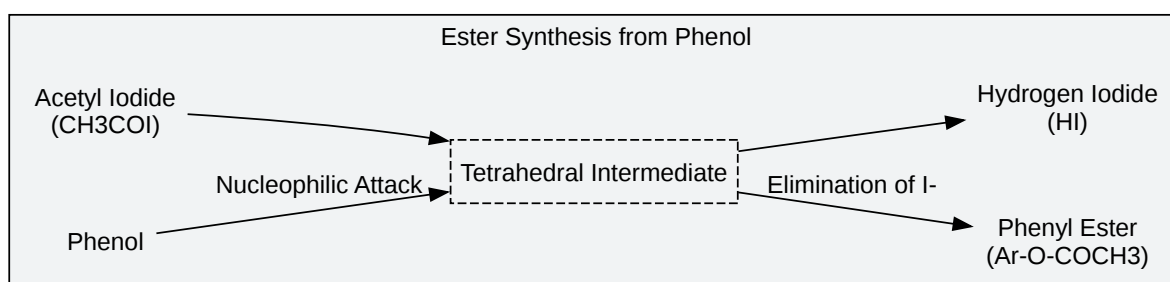 Ester Synthesis from Phenol
Acetyl Iodide
(CH3COI)
Hydrogen Iodide
(HI)
Tetrahedral Intermediate
Nucleophilic Attack
Elimination of I-
Phenol
Phenyl Ester
(Ar-O-COCH3)